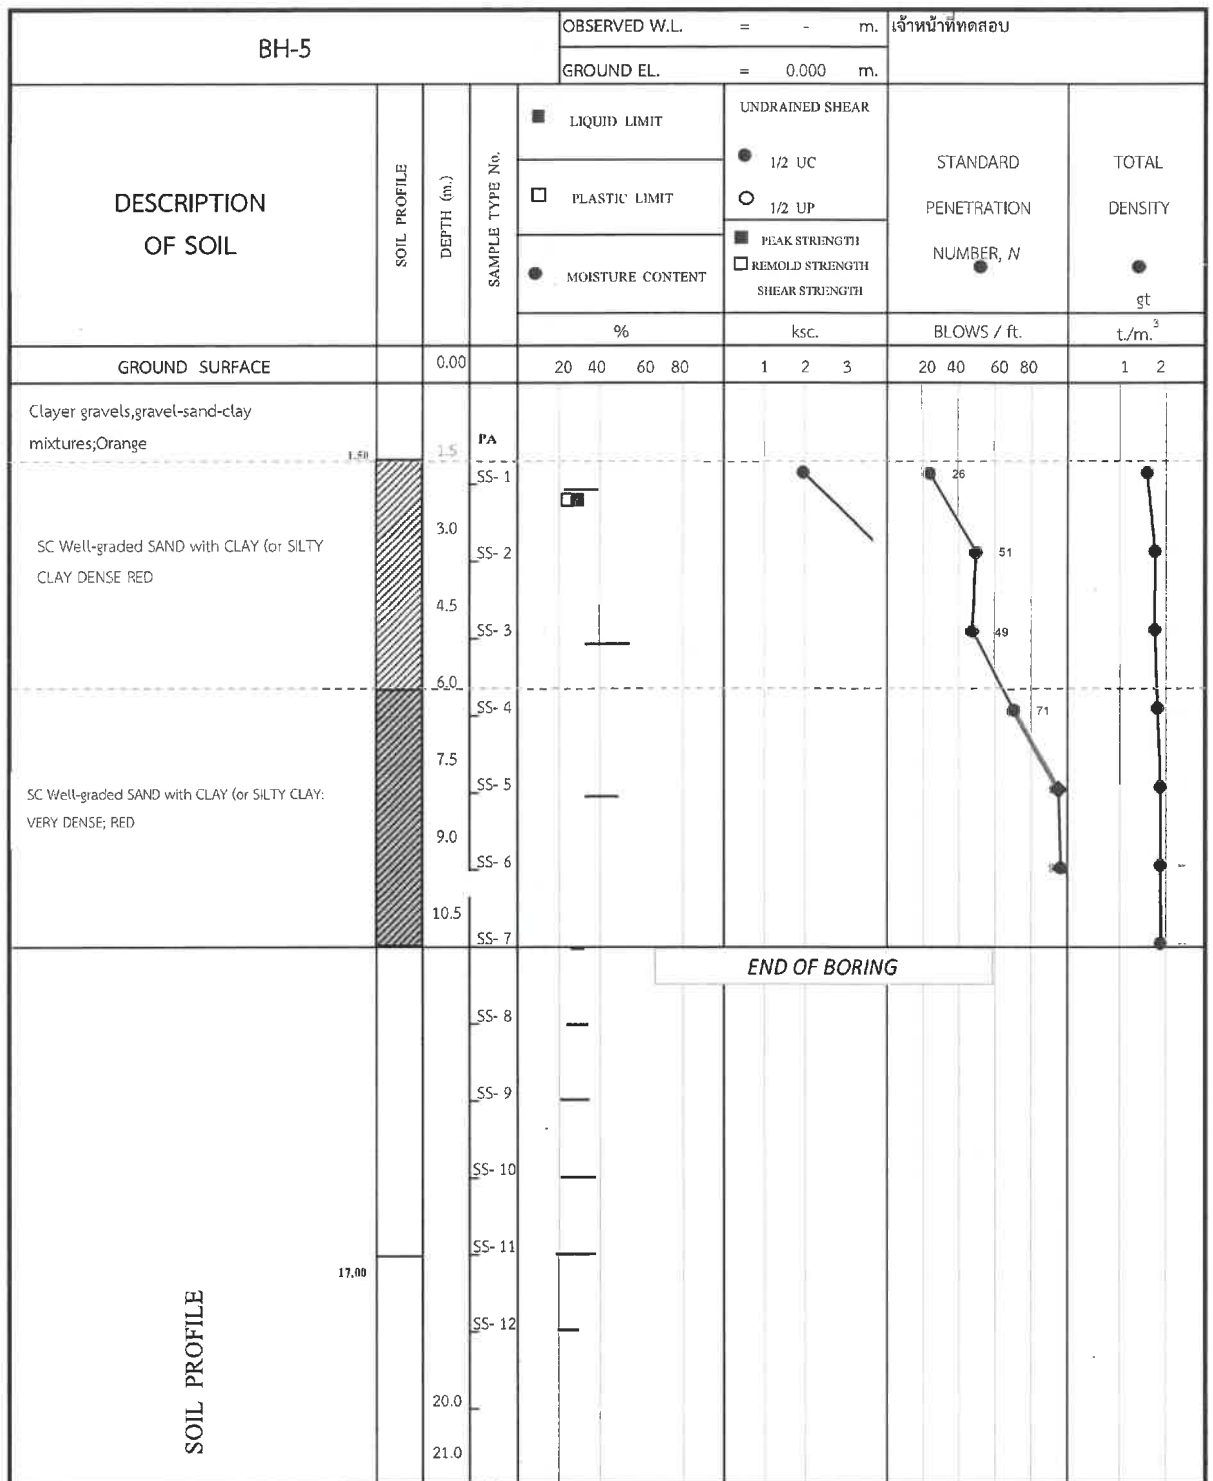 BH-5
OBSERVED W.L. = - m.
เจ้าหน้าที่ทดสอบ
GROUND EL. = 0.000 m.
DESCRIPTION
OF SOIL
SOIL PROFILE
DEPTH (m.)
SAMPLE TYPE No.
LIQUID LIMIT
PLASTIC LIMIT
MOISTURE CONTENT
%
UNDRAINED SHEAR
1/2 UC
1/2 UP
PEAK STRENGTH
REMOLD STRENGTH
SHEAR STRENGTH
ksc.
STANDARD
PENETRATION
NUMBER, N
BLOWS / ft.
TOTAL
DENSITY
gt
t./m.3
GROUND SURFACE
0.00
20 40 60 80
1 2 3
20 40 60 80
1 2
Clayer gravels,gravel-sand-clay
mixtures;Orange
1.50
1.5
PA
SS- 1
26
3.0
SC Well-graded SAND with CLAY (or SILTY
CLAY DENSE RED
SS- 2
51
4.5
SS- 3
49
6.0
SS- 4
71
7.5
SS- 5
SC Well-graded SAND with CLAY (or SILTY CLAY:
VERY DENSE; RED
9.0
SS- 6
10.5
SS- 7
END OF BORING
SS- 8
SS- 9
SS- 10
SS- 11
17.00
SS- 12
SOIL PROFILE
20.0
21.0